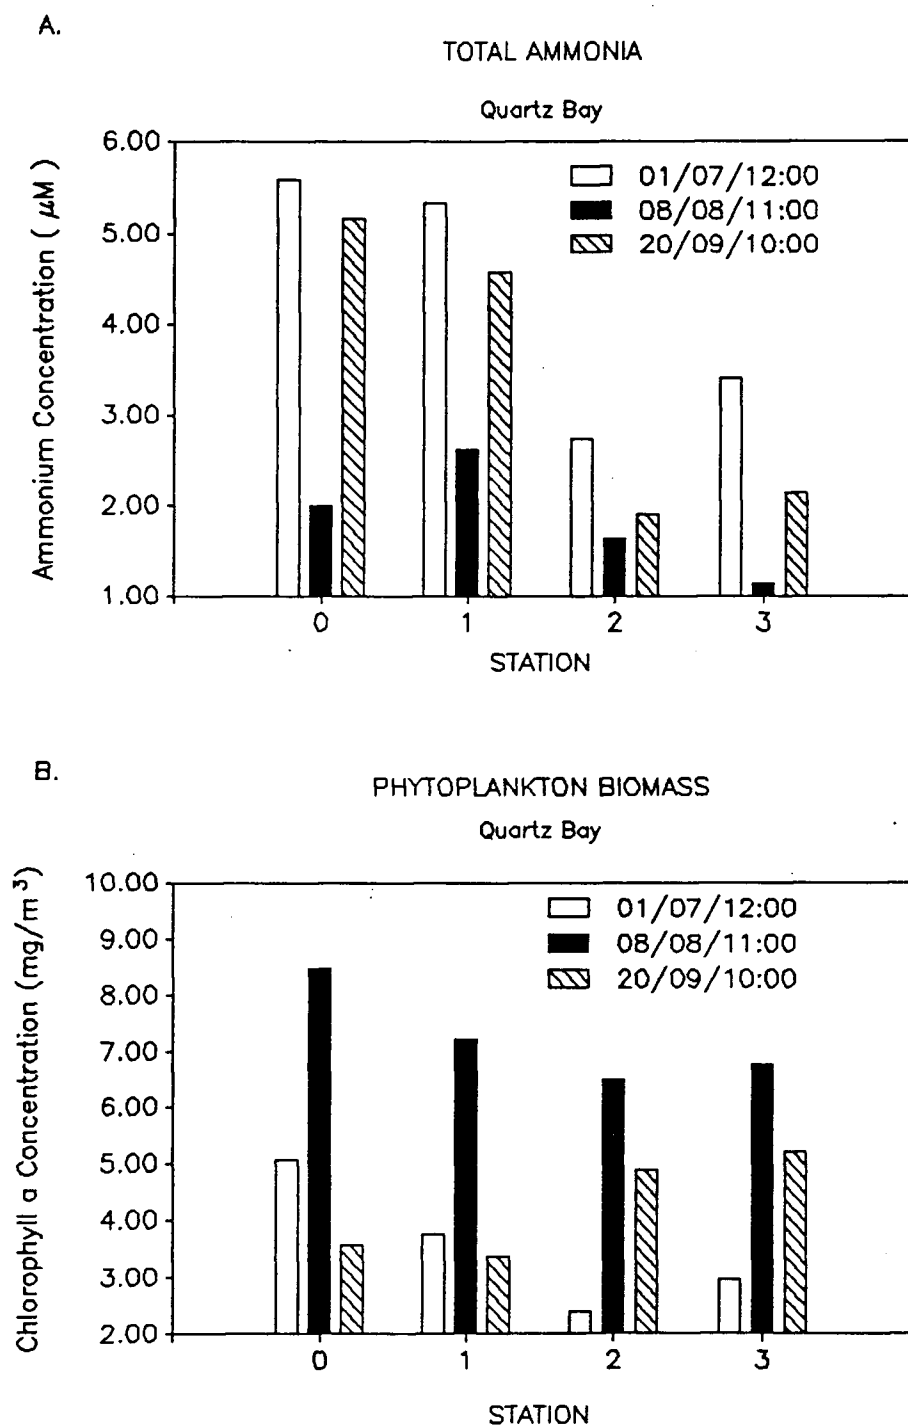 A.
TOTAL AMMONIA
Quartz Bay
Ammonium Concentration ( µM )
6.00
5.00
4.00
3.00
2.00
1.00
01/07/12:00
08/08/11:00
20/09/10:00
0 1 2 3
STATION
B.
PHYTOPLANKTON BIOMASS
Quartz Bay
Chlorophyll a Concentration (mg/m³)
10.00
9.00
8.00
7.00
6.00
5.00
4.00
3.00
2.00
01/07/12:00
08/08/11:00
20/09/10:00
0 1 2 3
STATION